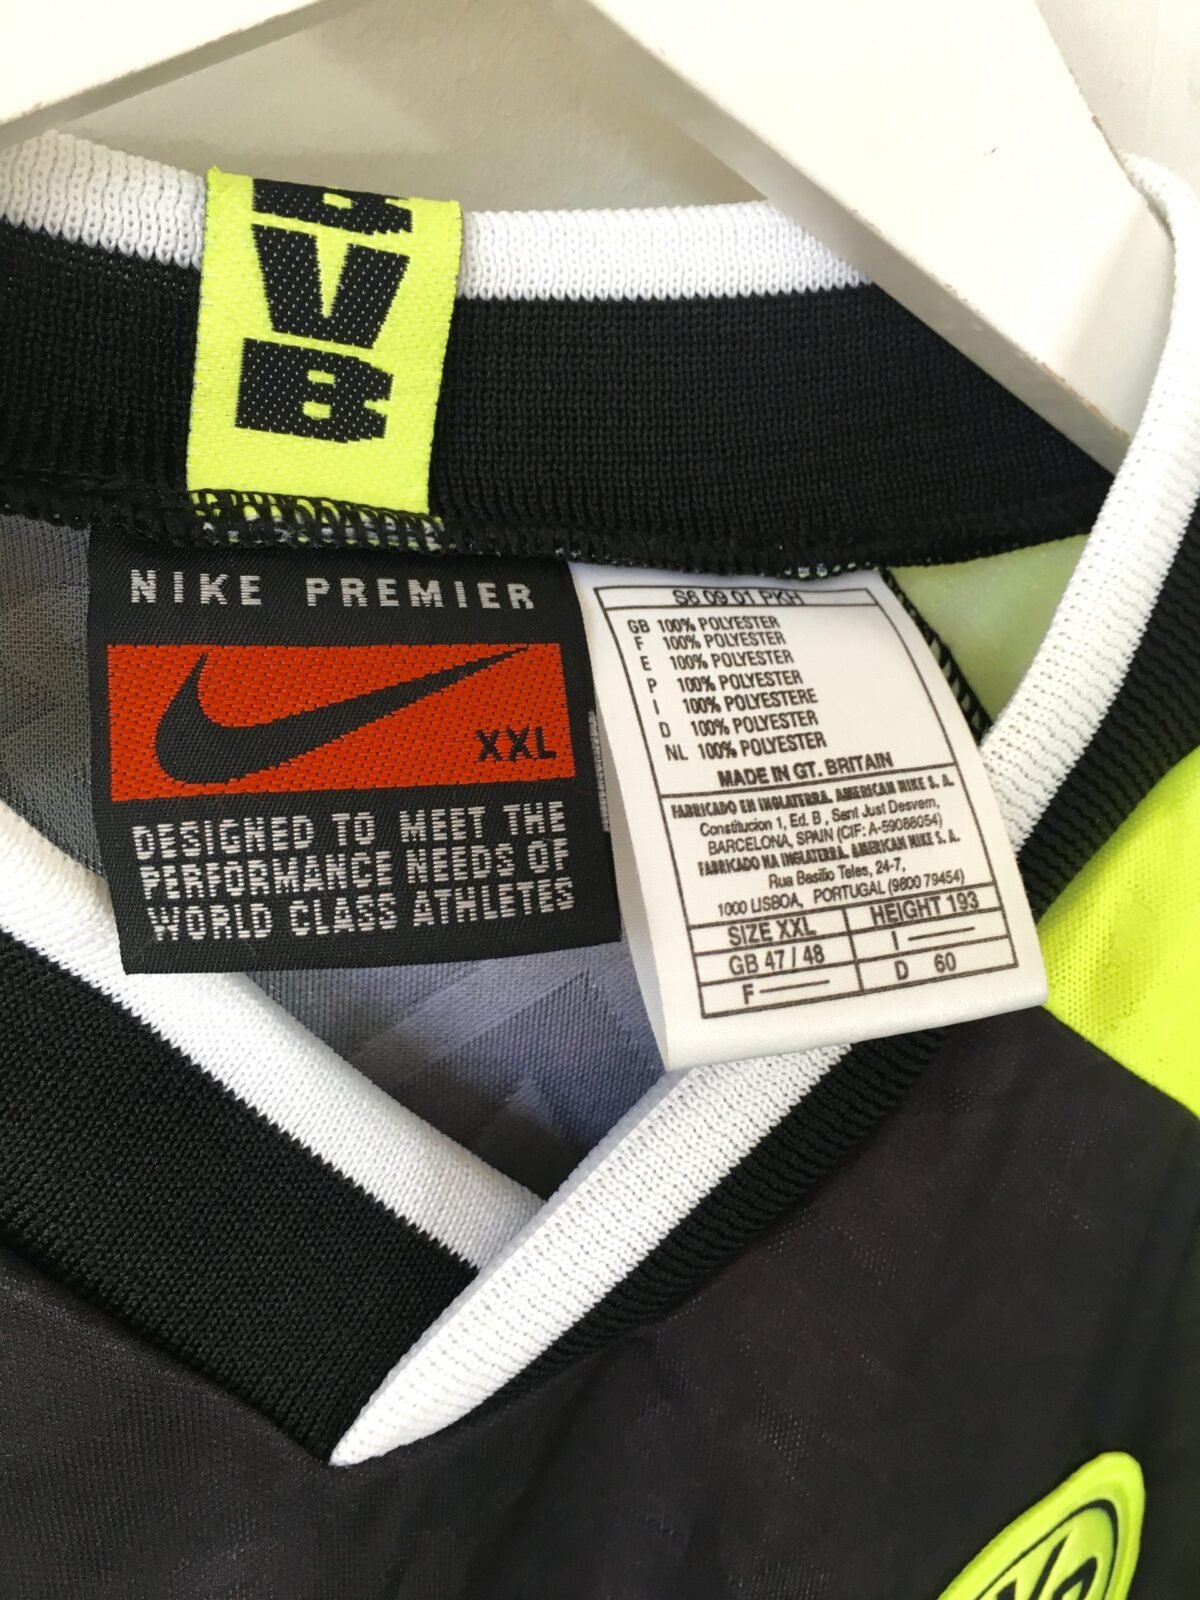 BVB
NIKE PREMIER
XXL
DESIGNED TO MEET THE
PERFORMANCE NEEDS OF
WORLD CLASS ATHLETES
S6 09 01 PKH
GB 100% POLYESTER
F 100% POLYESTER
E 100% POLYESTER
P 100% POLYESTER
I 100% POLYESTERE
D 100% POLYESTER
NL 100% POLYESTER
MADE IN GT. BRITAIN
FABRICADO EN INGLATERRA. AMERICAN NIKE S. A.
Constitucion 1, Ed. B, Sant Just Desvern,
BARCELONA, SPAIN (CIF: A-59088054)
FABRICADO NA INGLATERRA. AMERICAN NIKE S. A.
Rua Basilio Teles, 24-7,
1000 LISBOA, PORTUGAL (9800 79454)
SIZE XXL HEIGHT 193
GB 47 / 48 I
F D 60